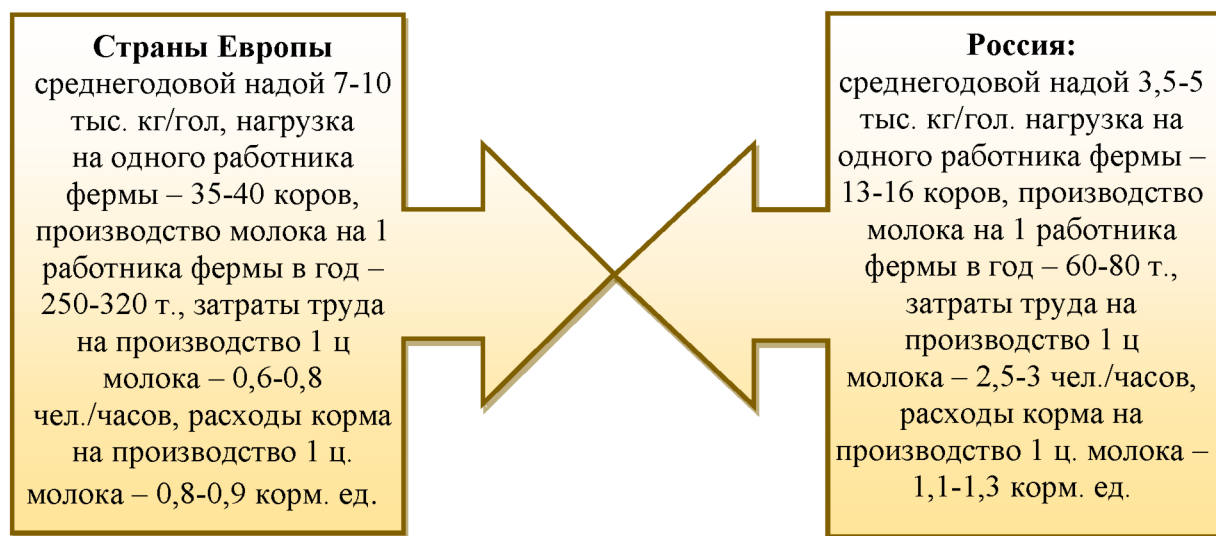 Страны Европы
среднегодовой надой 7-10
тыс. кг/гол, нагрузка
на одного работника
фермы – 35-40 коров,
производство молока на 1
работника фермы в год –
250-320 т., затраты труда
на производство 1 ц
молока – 0,6-0,8
чел./часов, расходы корма
на производство 1 ц.
молока – 0,8-0,9 корм. ед.
Россия:
среднегодовой надой 3,5-5
тыс. кг/гол. нагрузка на
одного работника фермы –
13-16 коров, производство
молока на 1 работника
фермы в год – 60-80 т.,
затраты труда на
производство 1 ц
молока – 2,5-3 чел./часов,
расходы корма на
производство 1 ц. молока –
1,1-1,3 корм. ед.